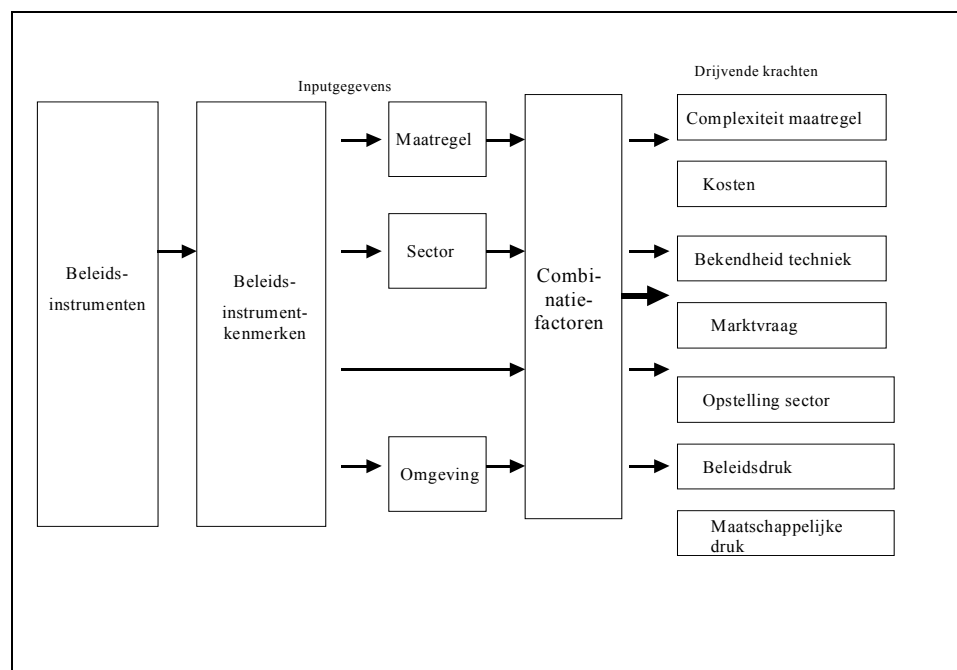 Inputgegevens
Drijvende krachten
Beleids-
instrumenten
Beleids-
instrument-
kenmerken
Maatregel
Sector
Omgeving
Combi-
natie-
factoren
Complexiteit maatregel
Kosten
Bekendheid techniek
Marktvraag
Opstelling sector
Beleidsdruk
Maatschappelijke
druk